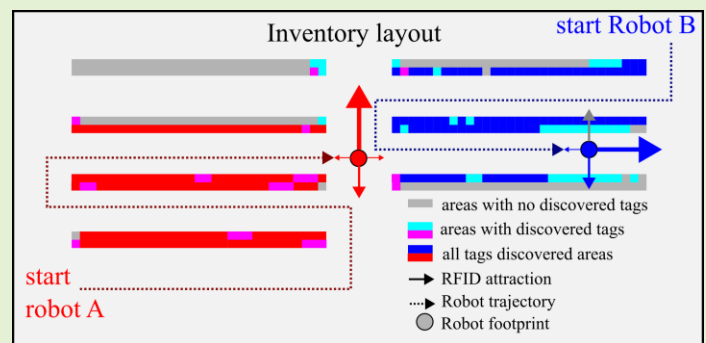 Inventory layout
start Robot B
areas with no discovered tags
areas with discovered tags
all tags discovered areas
RFID attraction
Robot trajectory
Robot footprint
start
robot A